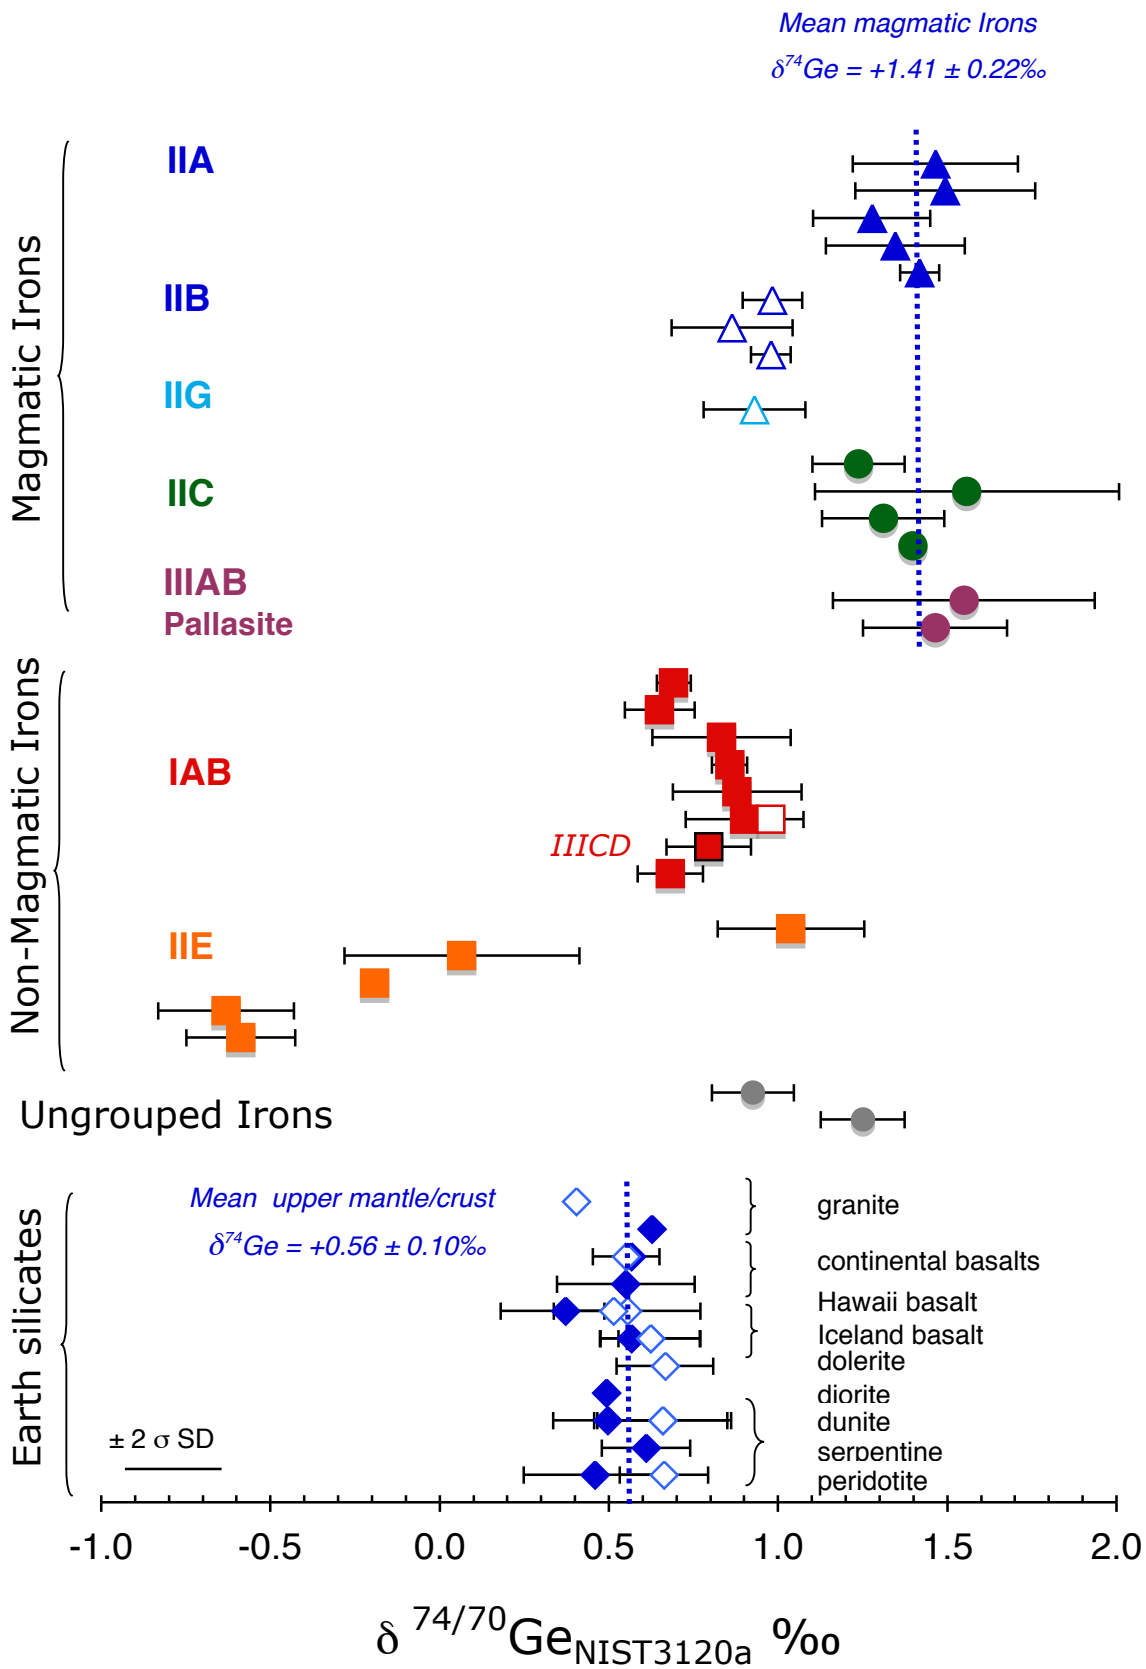 Mean magmatic Irons
δ74Ge = +1.41 ± 0.22‰
Magmatic Irons
IIA
IIB
IIG
IIC
IIIAB
Pallasite
Non-Magmatic Irons
IAB
IIICD
IIE
Ungrouped Irons
Earth silicates
Mean upper mantle/crust
δ74Ge = +0.56 ± 0.10‰
granite
continental basalts
Hawaii basalt
Iceland basalt
dolerite
diorite
dunite
serpentine
peridotite
± 2 σ SD
-1.0 -0.5 0.0 0.5 1.0 1.5 2.0
δ 74/70GeNIST3120a ‰